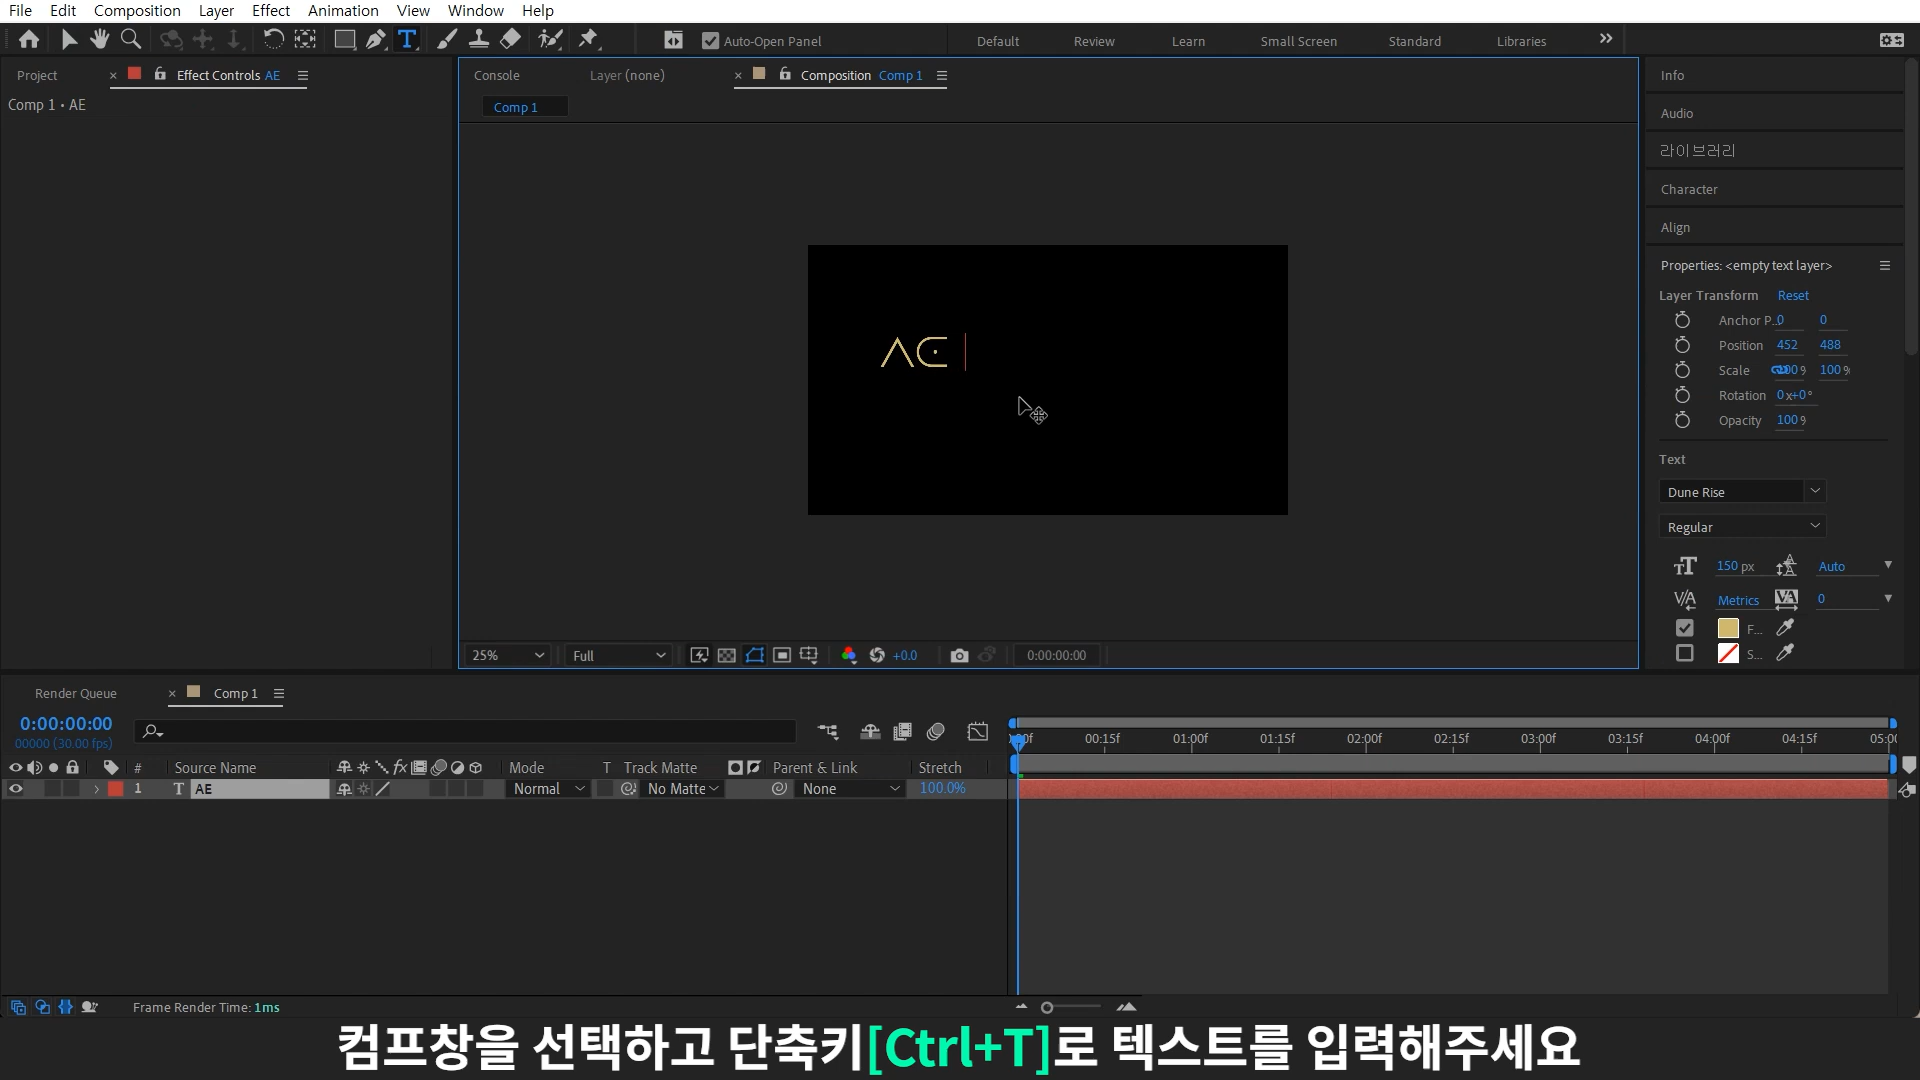 File Edit Composition Layer Effect Animation View Window Help
Auto-Open Panel Default Review Learn Small Screen Standard Libraries
Project Effect Controls AE
Comp 1 • AE
Console Layer (none) Composition Comp 1
Comp 1
AE
25% Full +0.0 0:00:00:00
Info
Audio
라이브러리
Character
Align
Properties: <empty text layer>
Layer Transform Reset
Anchor P... 0 0
Position 452 488
Scale 100 % 100 %
Rotation 0x+0°
Opacity 100 %
Text
Dune Rise
Regular
150 px Auto
Metrics 0
F...
S...
Render Queue Comp 1
0:00:00:00
00000 (30.00 fps)
00:15f 01:00f 01:15f 02:00f 02:15f 03:00f 03:15f 04:00f 04:15f 05:00
# Source Name Mode T Track Matte Parent & Link Stretch
1 T AE Normal No Matte None 100.0%
Frame Render Time: 1ms
컴프창을 선택하고 단축키[Ctrl+T]로 텍스트를 입력해주세요